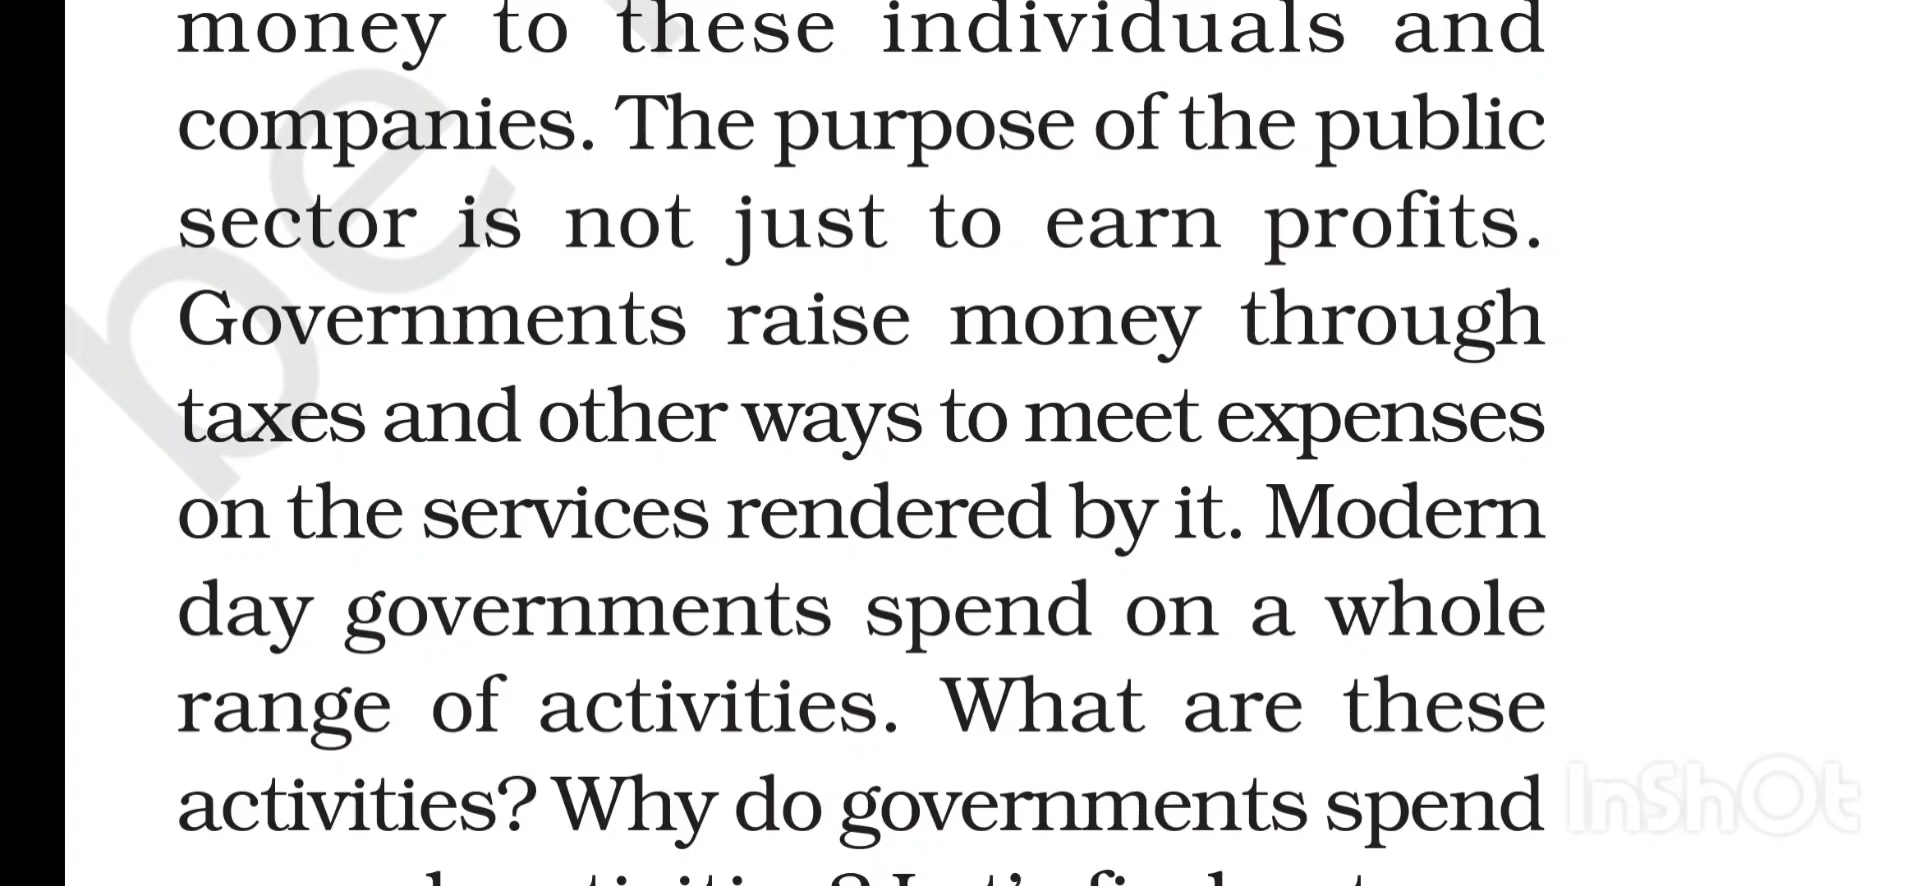 money to these individuals and
companies. The purpose of the public
sector is not just to earn profits.
Governments raise money through
taxes and other ways to meet expenses
on the services rendered by it. Modern
day governments spend on a whole
range of activities. What are these
activities? Why do governments spend
InShOt
be